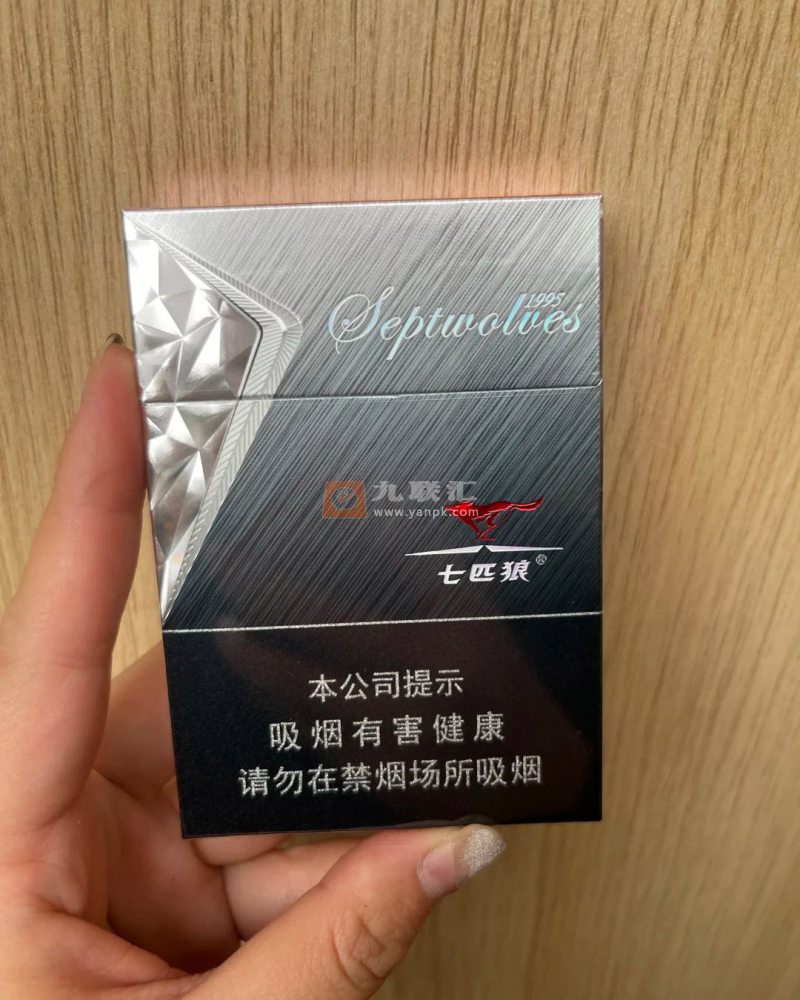 1995
Septwolves
九联汇
www.yanpk.com
七匹狼®
本公司提示
吸烟有害健康
请勿在禁烟场所吸烟